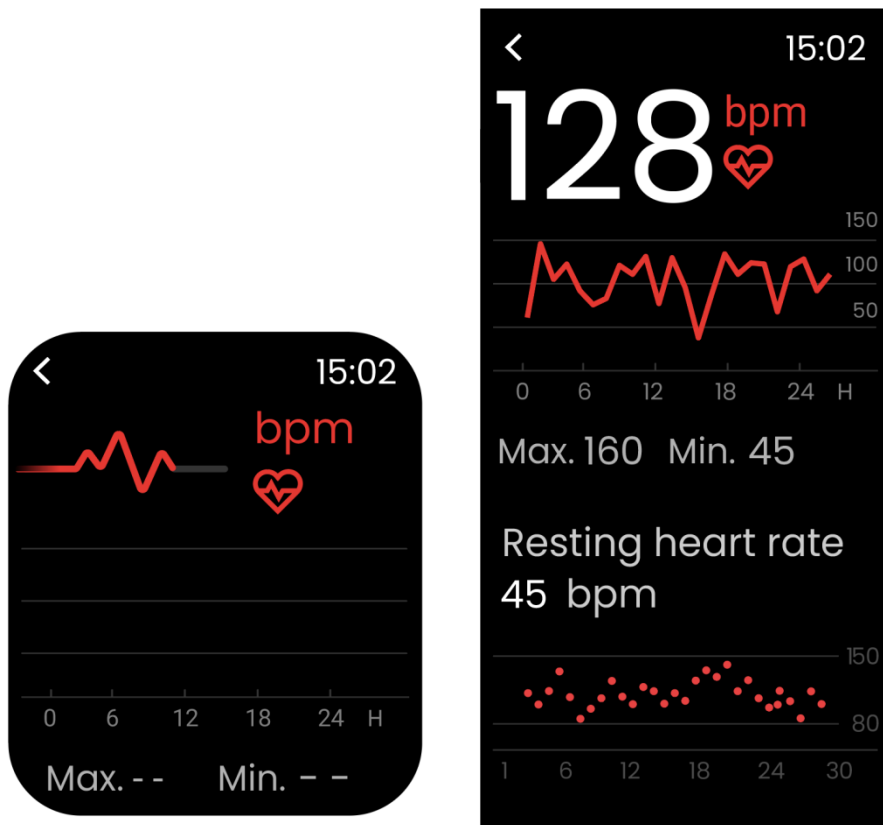 15:02
bpm
0 6 12 18 24 H
Max. - - Min. - -
15:02
128 bpm
150
100
50
0 6 12 18 24 H
Max. 160 Min. 45
Resting heart rate
45 bpm
150
80
1 6 12 18 24 30